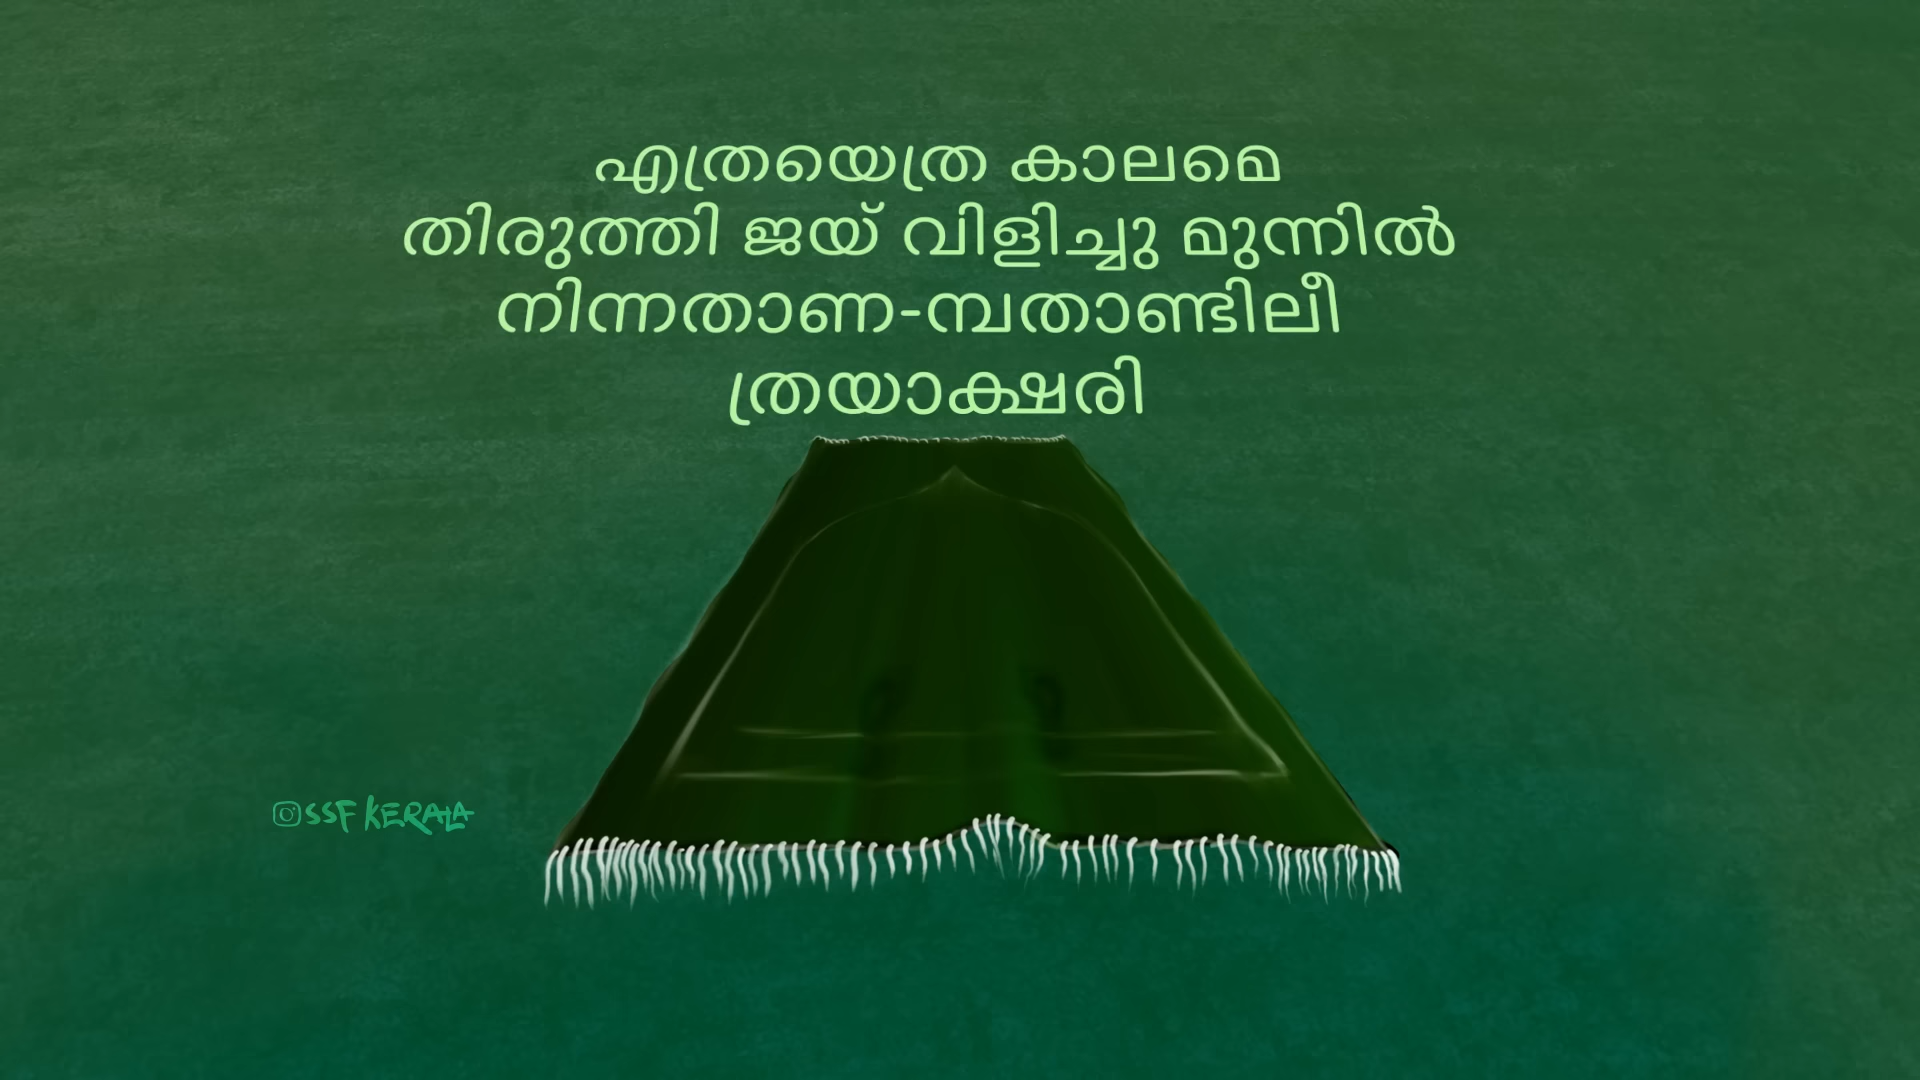 എത്രയെത്ര കാലമെ
തിരുത്തി ജയ് വിളിച്ചു മുന്നിൽ
നിന്നതാണ-മ്പതാണ്ടിലീ
ത്രയാക്ഷരി
SSF KERALA